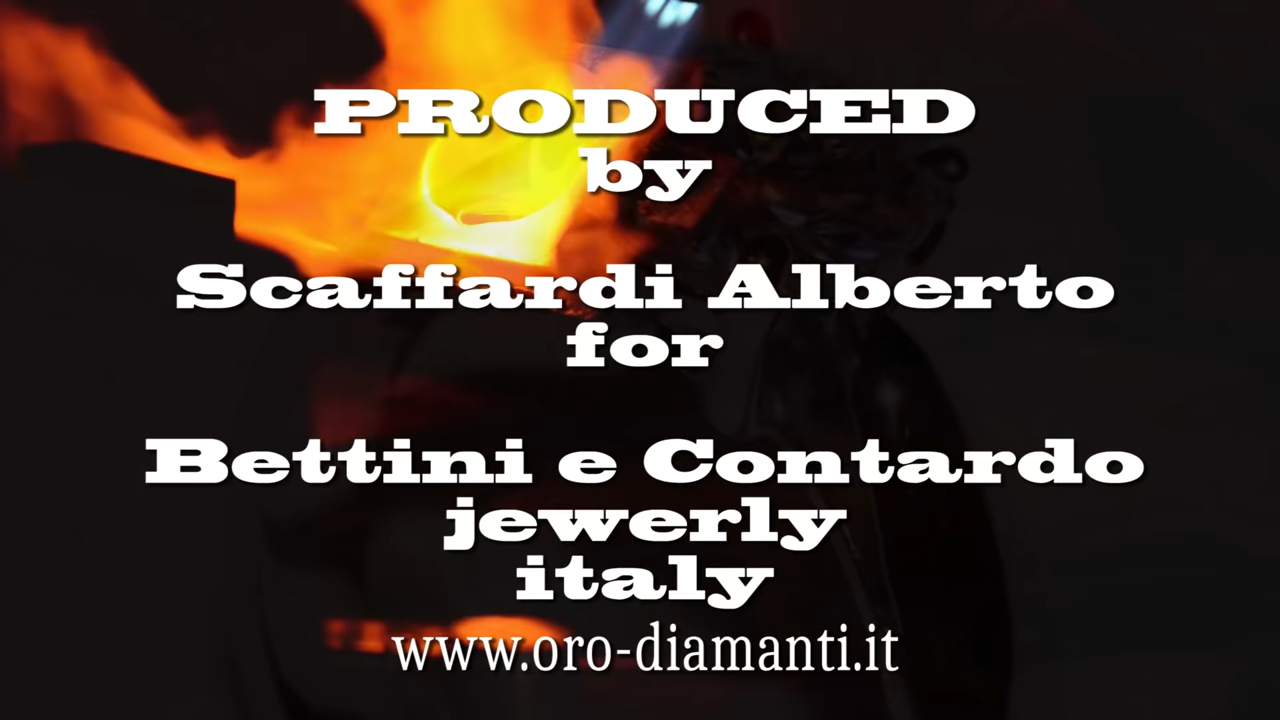 PRODUCED
by
Scaffardi Alberto
for
Bettini e Contardo
jewerly
italy
www.oro-diamanti.it